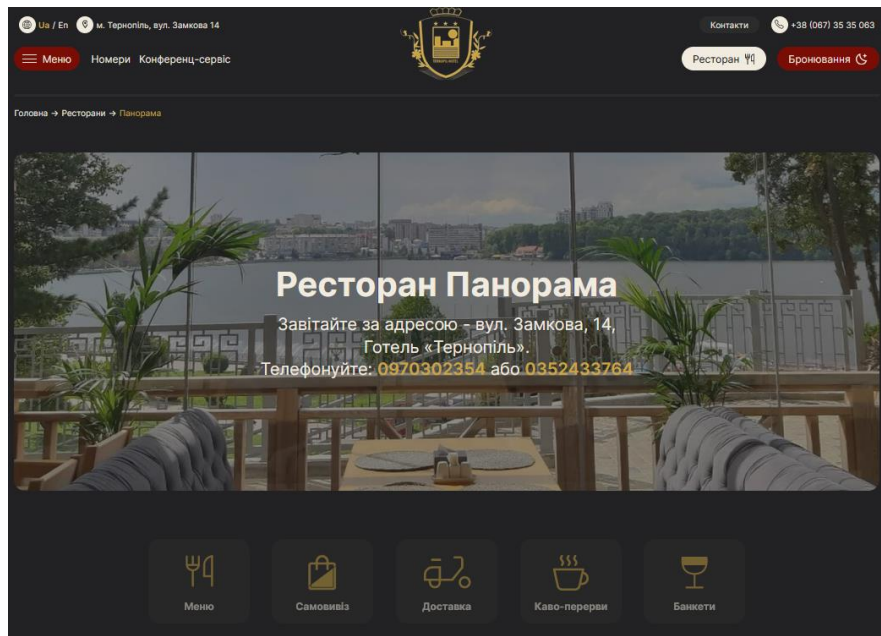 Ua / En м. Тернопіль, вул. Замкова 14
Контакти +38 (067) 35 35 063
Меню Номери Конференц-сервіс
Ресторан Бронювання
Головна → Ресторани → Панорама
Ресторан Панорама
Завітайте за адресою - вул. Замкова, 14,
Готель «Тернопіль».
Телефонуйте: 0970302354 або 0352433764
Меню
Самовивіз
Доставка
Каво-перерви
Банкети